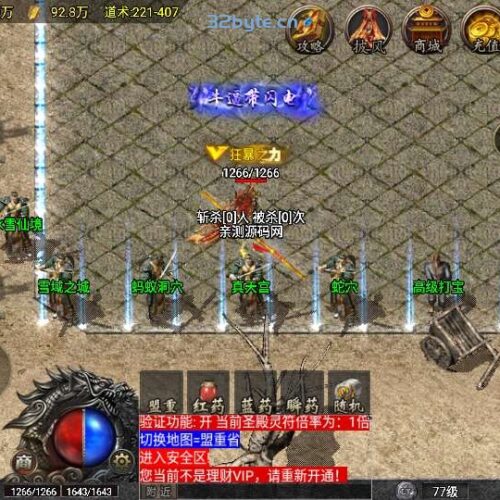 万 92.8万 道术:221-407
32byte.cn
攻略 披风 商城 充值
牛逼带闪电
狂暴之力
1266/1266
斩杀[0]人 被杀[0]次
亲测源码网
雪仙境
雪域之城 蚂蚁洞穴 真天宫 蛇穴 高级打宝
盟重 红药 蓝药 瞬药 随机
验证功能: 开 当前圣殿灵符倍率为: 1倍
切换地图=盟重省
进入安全区
您当前不是理财VIP，请重新开通!
商
1266/1266 1643/1643 附近 77级